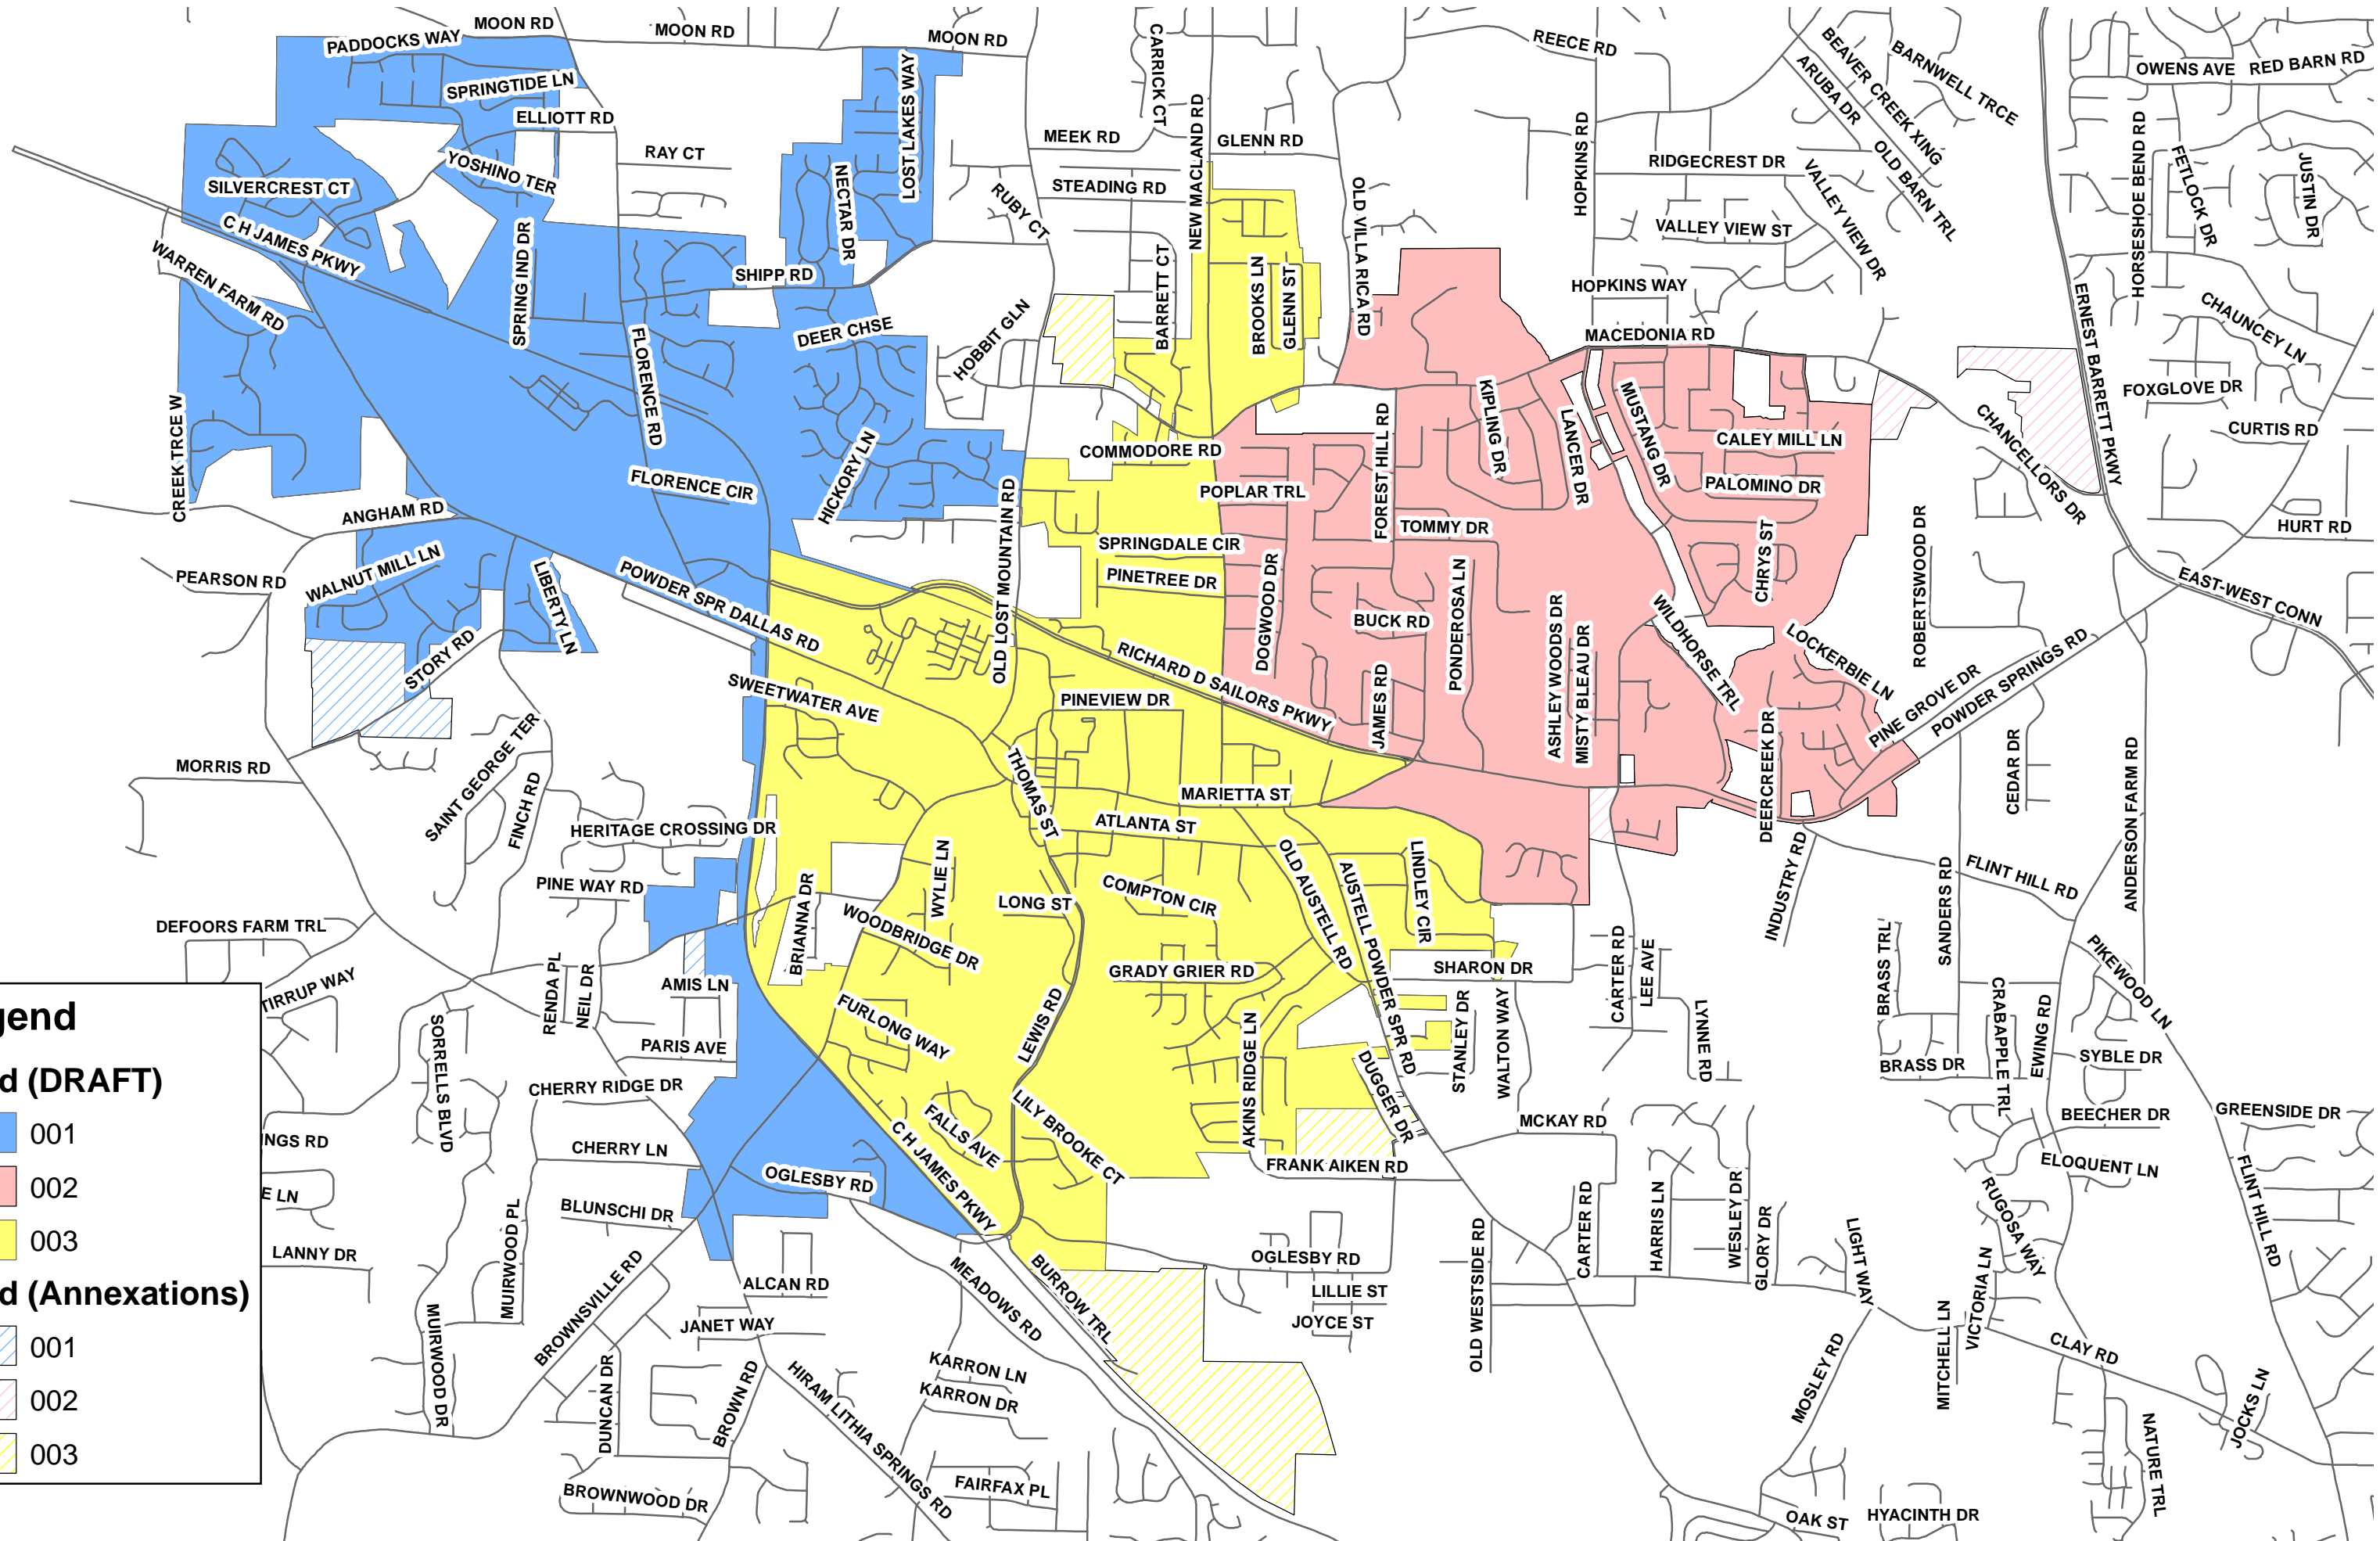 MOON RD
MOON RD
MOON RD
PADDOCKS WAY
SPRINGTIDE LN
ELLIOTT RD
RAY CT
YOSHINO TER
SILVERCREST CT
C H JAMES PKWY
WARREN FARM RD
SPRING IND DR
SHIPP RD
NECTAR DR
LOST LAKES WAY
DEER CHSE
FLORENCE RD
CREEK TRCE W
FLORENCE CIR
HICKORY LN
ANGHAM RD
WALNUT MILL LN
PEARSON RD
LIBERTY LN
STORY RD
POWDER SPR DALLAS RD
SWEETWATER AVE
OLD LOST MOUNTAIN RD
CARRICK CT
MEEK RD
NEW MACLAND RD
GLENN RD
STEADING RD
RUBY CT
BARRETT CT
HOBBIT GLN
BROOKS LN
GLENN ST
OLD VILLA RICA RD
COMMODORE RD
POPLAR TRL
SPRINGDALE CIR
PINETREE DR
RICHARD D SAILORS PKWY
PINEVIEW DR
REECE RD
HOPKINS RD
RIDGECREST DR
VALLEY VIEW ST
VALLEY VIEW DR
HOPKINS WAY
MACEDONIA RD
BEAVER CREEK XING
BARNWELL TRCE
ARUBA DR
OLD BARN TRL
OWENS AVE
RED BARN RD
HORSESHOE BEND RD
FETLOCK DR
JUSTIN DR
ERNEST BARRETT PKWY
CHAUNCEY LN
FOXGLOVE DR
CURTIS RD
CHANCELLORS DR
HURT RD
EAST-WEST CONN
KIPLING DR
LANCER DR
MUSTANG DR
CALEY MILL LN
PALOMINO DR
FOREST HILL RD
TOMMY DR
CHRYS ST
DOGWOOD DR
BUCK RD
PONDEROSA LN
JAMES RD
ASHLEY WOODS DR
MISTY BLEAU DR
WILDHORSE TRL
LOCKERBIE LN
ROBERTSWOOD DR
PINE GROVE DR
POWDER SPRINGS RD
DEERCREEK DR
CEDAR DR
ANDERSON FARM RD
MORRIS RD
SAINT GEORGE TER
FINCH RD
HERITAGE CROSSING DR
PINE WAY RD
DEFOORS FARM TRL
TIRRUP WAY
RENDA PL
NEIL DR
AMIS LN
PARIS AVE
SORRELLS BLVD
CHERRY RIDGE DR
CHERRY LN
BLUNSCHI DR
OGLESBY RD
MUIRWOOD PL
MUIRWOOD DR
BROWNSVILLE RD
ALCAN RD
JANET WAY
DUNCAN DR
BROWN RD
BROWNWOOD DR
HIRAM LITHIA SPRINGS RD
KARRON LN
KARRON DR
FAIRFAX PL
MEADOWS RD
BURROW TRL
THOMAS ST
MARIETTA ST
ATLANTA ST
WYLIE LN
LONG ST
COMPTON CIR
BRIANNA DR
WOODBRIDGE DR
FURLONG WAY
LEWIS RD
GRADY GRIER RD
FALLS AVE
LILY BROOKE CT
C H JAMES PKWY
OLD AUSTELL RD
AUSTELL POWDER SPR RD
LINDLEY CIR
SHARON DR
STANLEY DR
WALTON WAY
AKINS RIDGE LN
DUGGER DR
FRANK AIKEN RD
MCKAY RD
OGLESBY RD
LILLIE ST
JOYCE ST
OLD WESTSIDE RD
CARTER RD
LEE AVE
LYNNE RD
CARTER RD
HARRIS LN
WESLEY DR
GLORY DR
LIGHT WAY
MOSLEY RD
OAK ST
HYACINTH DR
INDUSTRY RD
SANDERS RD
FLINT HILL RD
BRASS TRL
BRASS DR
CRABAPPLE TRL
EWING RD
PIKEWOOD LN
SYBLE DR
BEECHER DR
GREENSIDE DR
ELOQUENT LN
RUGOSA WAY
FLINT HILL RD
VICTORIA LN
MITCHELL LN
CLAY RD
JOCKS LN
NATURE TRL
INGS RD
E LN
LANNY DR
gend
d (DRAFT)
001
002
003
d (Annexations)
001
002
003